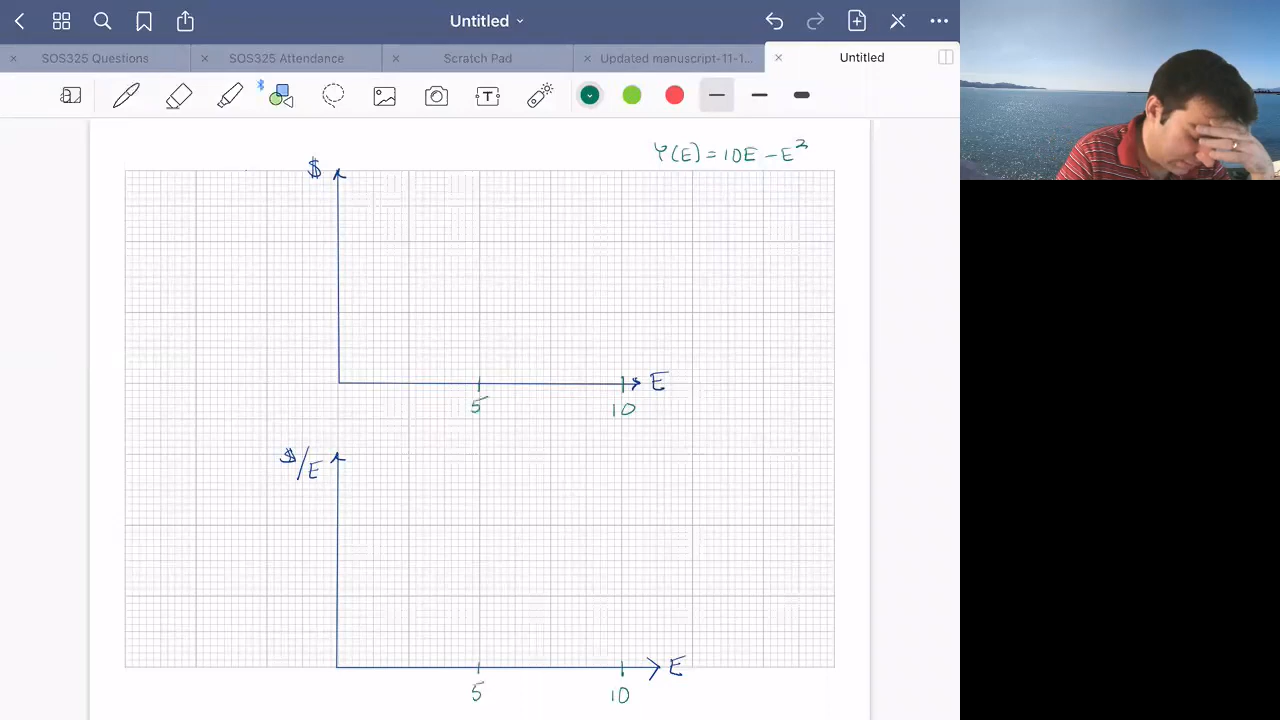 Untitled
SOS325 Questions
SOS325 Attendance
Scratch Pad
Updated manuscript-11-1...
Untitled
T
Y(E) = 10E - E²
$
E
5
10
$/E
E
5
10